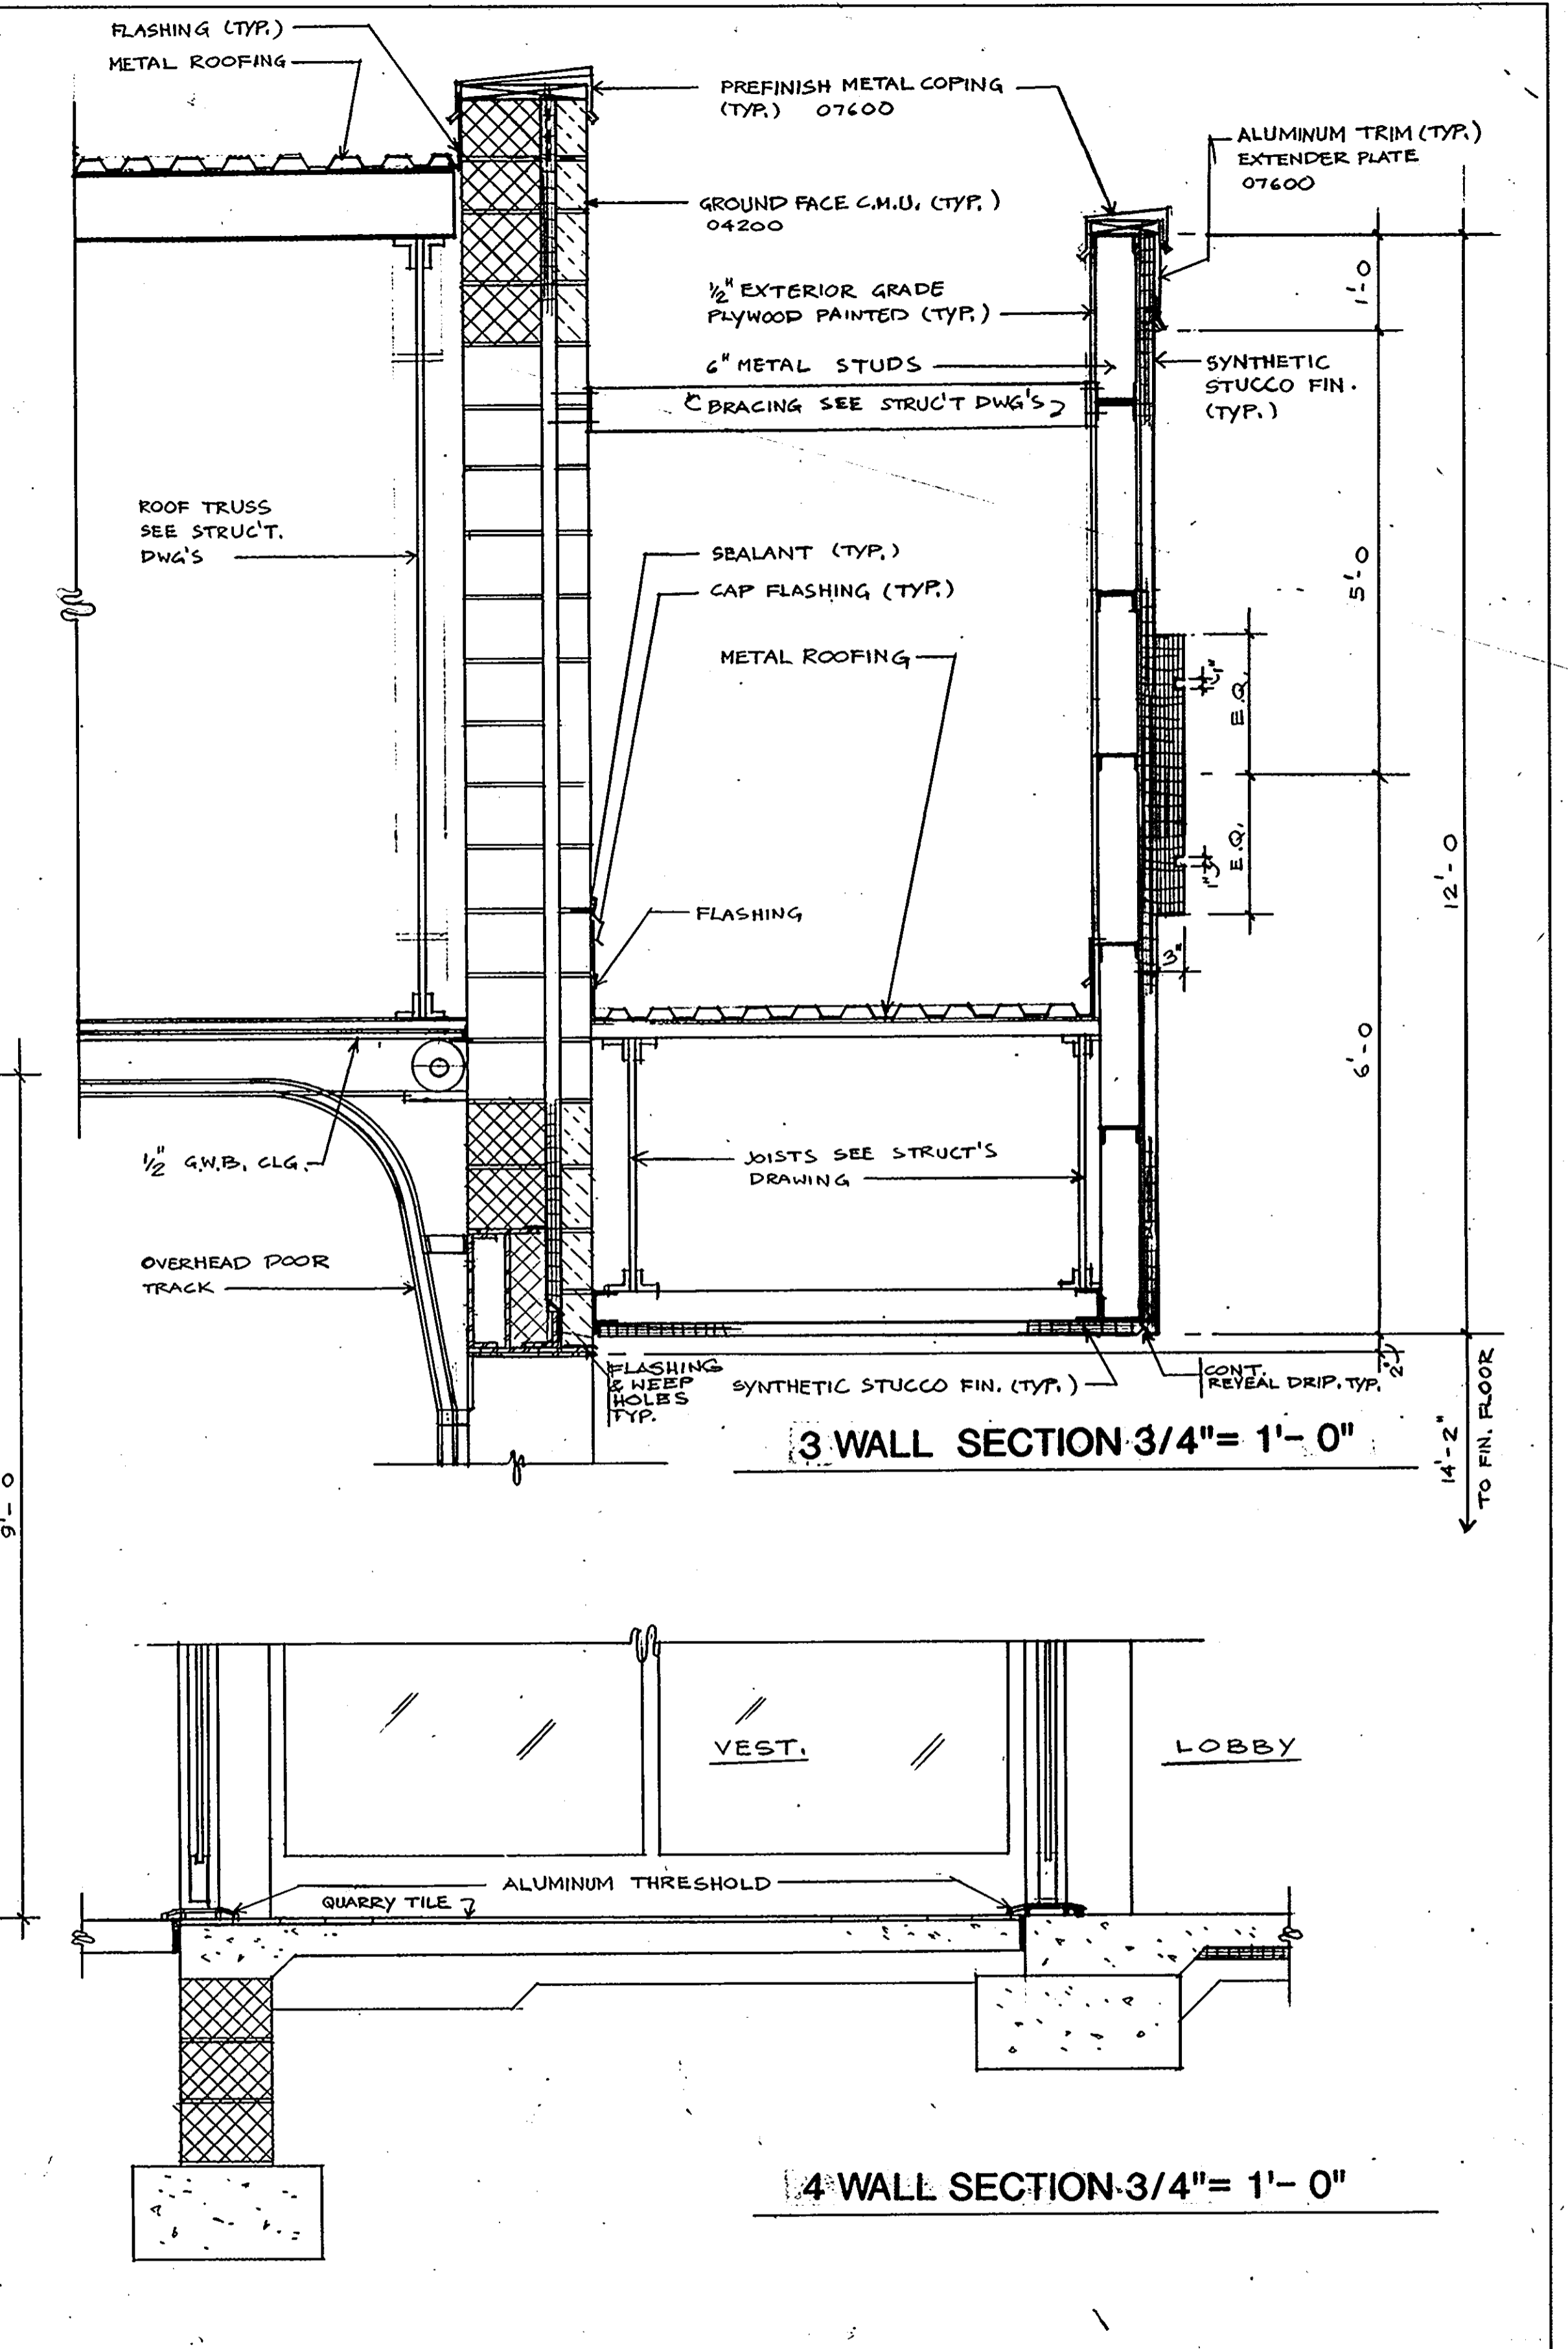 FLASHING (TYP.)
METAL ROOFING
PREFINISH METAL COPING
(TYP.) 07600
ALUMINUM TRIM (TYP.)
EXTENDER PLATE
07600
GROUND FACE C.M.U. (TYP.)
04200
1/2" EXTERIOR GRADE
PLYWOOD PAINTED (TYP.)
1'-0
6" METAL STUDS
SYNTHETIC
STUCCO FIN.
(TYP.)
BRACING SEE STRUC'T DWG'S
ROOF TRUSS
SEE STRUC'T.
DWG'S
SEALANT (TYP.)
CAP FLASHING (TYP.)
5'-0
METAL ROOFING
1"
E.Q.
E.Q.
1"
12'-0
FLASHING
3"
6'-0
1/2" G.W.B. CLG.
JOISTS SEE STRUCT'S
DRAWING
OVERHEAD DOOR
TRACK
FLASHING
& WEEP
HOLES
TYP.
SYNTHETIC STUCCO FIN. (TYP.)
CONT.
REVEAL DRIP. TYP.
2"
3 WALL SECTION 3/4"= 1'- 0"
14'-2"
TO FIN. FLOOR
9'-0
VEST.
LOBBY
ALUMINUM THRESHOLD
QUARRY TILE
4 WALL SECTION 3/4"= 1'- 0"